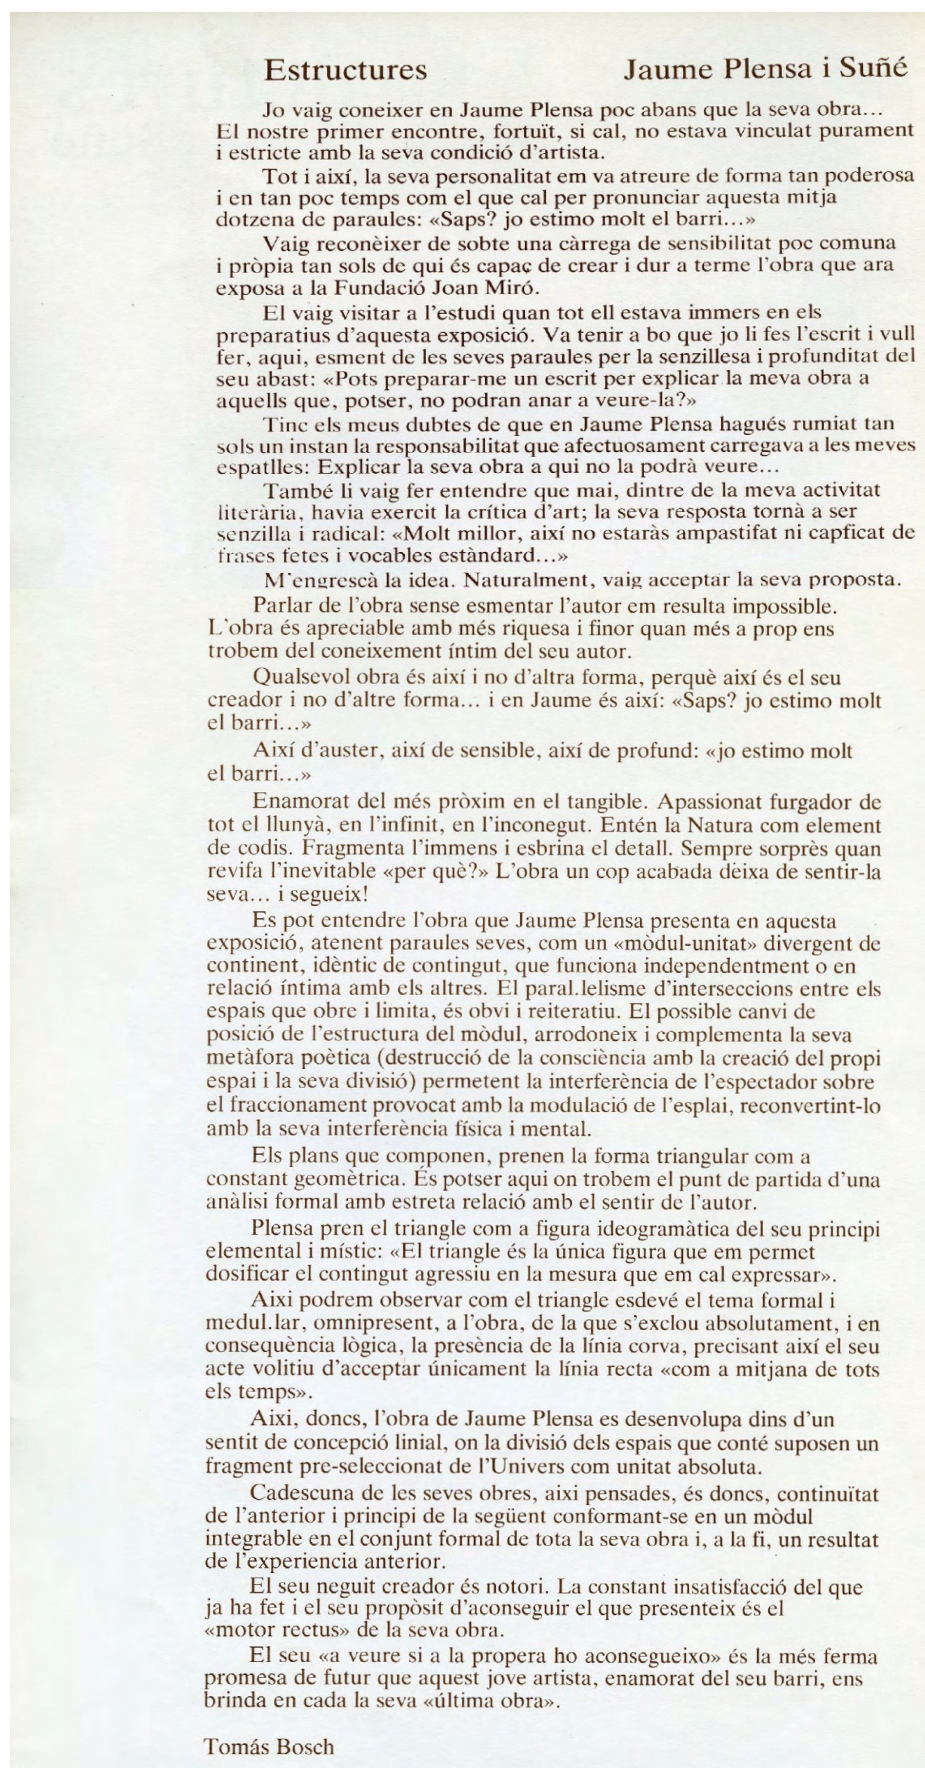 Estructures Jaume Plensa i Suñé
Jo vaig coneixer en Jaume Plensa poc abans que la seva obra...
El nostre primer encontre, fortuït, si cal, no estava vinculat purament
i estricte amb la seva condició d'artista.
Tot i així, la seva personalitat em va atreure de forma tan poderosa
i en tan poc temps com el que cal per pronunciar aquesta mitja
dotzena de paraules: «Saps? jo estimo molt el barri...»
Vaig reconèixer de sobte una càrrega de sensibilitat poc comuna
i pròpia tan sols de qui és capaç de crear i dur a terme l'obra que ara
exposa a la Fundació Joan Miró.
El vaig visitar a l'estudi quan tot ell estava immers en els
preparatius d'aquesta exposició. Va tenir a bo que jo li fes l'escrit i vull
fer, aqui, esment de les seves paraules per la senzillesa i profunditat del
seu abast: «Pots preparar-me un escrit per explicar la meva obra a
aquells que, potser, no podran anar a veure-la?»
Tinc els meus dubtes de que en Jaume Plensa hagués rumiat tan
sols un instan la responsabilitat que afectuosament carregava a les meves
espatlles: Explicar la seva obra a qui no la podrà veure...
També li vaig fer entendre que mai, dintre de la meva activitat
literària, havia exercit la crítica d'art; la seva resposta tornà a ser
senzilla i radical: «Molt millor, així no estaràs ampastifat ni capficat de
frases fetes i vocables estàndard...»
M'engrescà la idea. Naturalment, vaig acceptar la seva proposta.
Parlar de l'obra sense esmentar l'autor em resulta impossible.
L'obra és apreciable amb més riquesa i finor quan més a prop ens
trobem del coneixement íntim del seu autor.
Qualsevol obra és així i no d'altra forma, perquè així és el seu
creador i no d'altre forma... i en Jaume és així: «Saps? jo estimo molt
el barri...»
Així d'auster, així de sensible, així de profund: «jo estimo molt
el barri...»
Enamorat del més pròxim en el tangible. Apassionat furgador de
tot el llunyà, en l'infinit, en l'inconegut. Entén la Natura com element
de codis. Fragmenta l'immens i esbrina el detall. Sempre sorprès quan
revifa l'inevitable «per què?» L'obra un cop acabada deixa de sentir-la
seva... i segueix!
Es pot entendre l'obra que Jaume Plensa presenta en aquesta
exposició, atenent paraules seves, com un «mòdul-unitat» divergent de
continent, idèntic de contingut, que funciona independentment o en
relació íntima amb els altres. El paral.lelisme d'interseccions entre els
espais que obre i limita, és obvi i reiteratiu. El possible canvi de
posició de l'estructura del mòdul, arrodoneix i complementa la seva
metàfora poètica (destrucció de la consciència amb la creació del propi
espai i la seva divisió) permetent la interferència de l'espectador sobre
el fraccionament provocat amb la modulació de l'esplai, reconvertint-lo
amb la seva interferència física i mental.
Els plans que componen, prenen la forma triangular com a
constant geomètrica. És potser aqui on trobem el punt de partida d'una
anàlisi formal amb estreta relació amb el sentir de l'autor.
Plensa pren el triangle com a figura ideogramàtica del seu principi
elemental i místic: «El triangle és la única figura que em permet
dosificar el contingut agressiu en la mesura que em cal expressar».
Aixi podrem observar com el triangle esdevé el tema formal i
medul.lar, omnipresent, a l'obra, de la que s'exclou absolutament, i en
consequència lògica, la presència de la línia corva, precisant així el seu
acte volitiu d'acceptar únicament la línia recta «com a mitjana de tots
els temps».
Aixi, doncs, l'obra de Jaume Plensa es desenvolupa dins d'un
sentit de concepció linial, on la divisió dels espais que conté suposen un
fragment pre-seleccionat de l'Univers com unitat absoluta.
Cadescuna de les seves obres, aixi pensades, és doncs, continuïtat
de l'anterior i principi de la següent conformant-se en un mòdul
integrable en el conjunt formal de tota la seva obra i, a la fi, un resultat
de l'experiencia anterior.
El seu neguit creador és notori. La constant insatisfacció del que
ja ha fet i el seu propòsit d'aconseguir el que presenteix és el
«motor rectus» de la seva obra.
El seu «a veure si a la propera ho aconsegueixo» és la més ferma
promesa de futur que aquest jove artista, enamorat del seu barri, ens
brinda en cada la seva «última obra».
Tomás Bosch